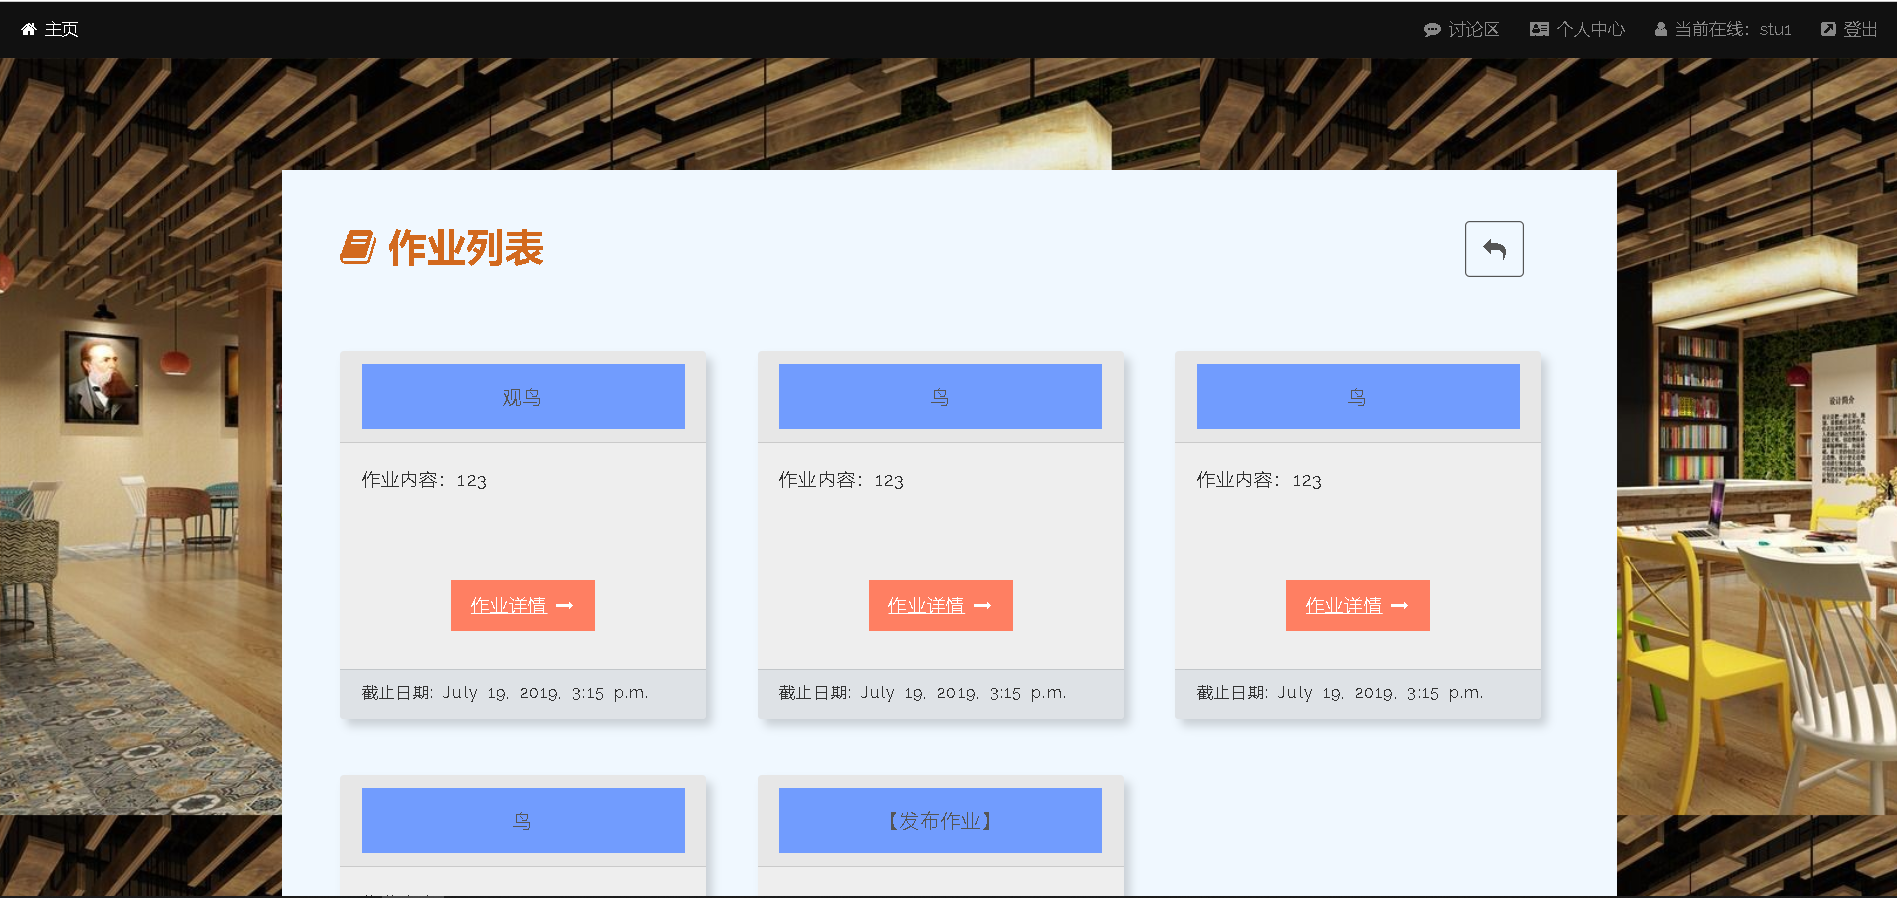 主页
讨论区
个人中心
当前在线：stu1
登出
作业列表
观鸟
鸟
鸟
作业内容：123
作业内容：123
作业内容：123
作业详情
作业详情
作业详情
截止日期: July 19, 2019, 3:15 p.m.
截止日期: July 19, 2019, 3:15 p.m.
截止日期: July 19, 2019, 3:15 p.m.
鸟
【发布作业】
设计简介